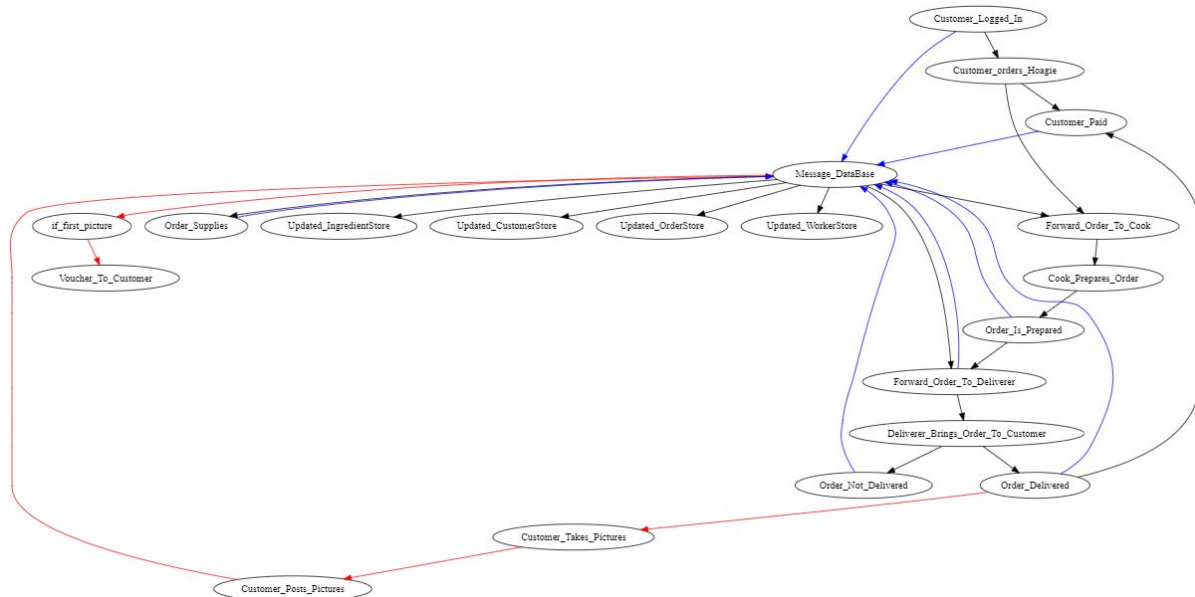 Customer_Logged_In
Customer_orders_Hoagie
Customer_Paid
Message_DataBase
if_first_picture
Order_Supplies
Updated_IngredientStore
Updated_CustomerStore
Updated_OrderStore
Updated_WorkerStore
Forward_Order_To_Cook
Voucher_To_Customer
Cook_Prepares_Order
Order_Is_Prepared
Forward_Order_To_Deliverer
Deliverer_Brings_Order_To_Customer
Order_Not_Delivered
Order_Delivered
Customer_Takes_Pictures
Customer_Posts_Pictures